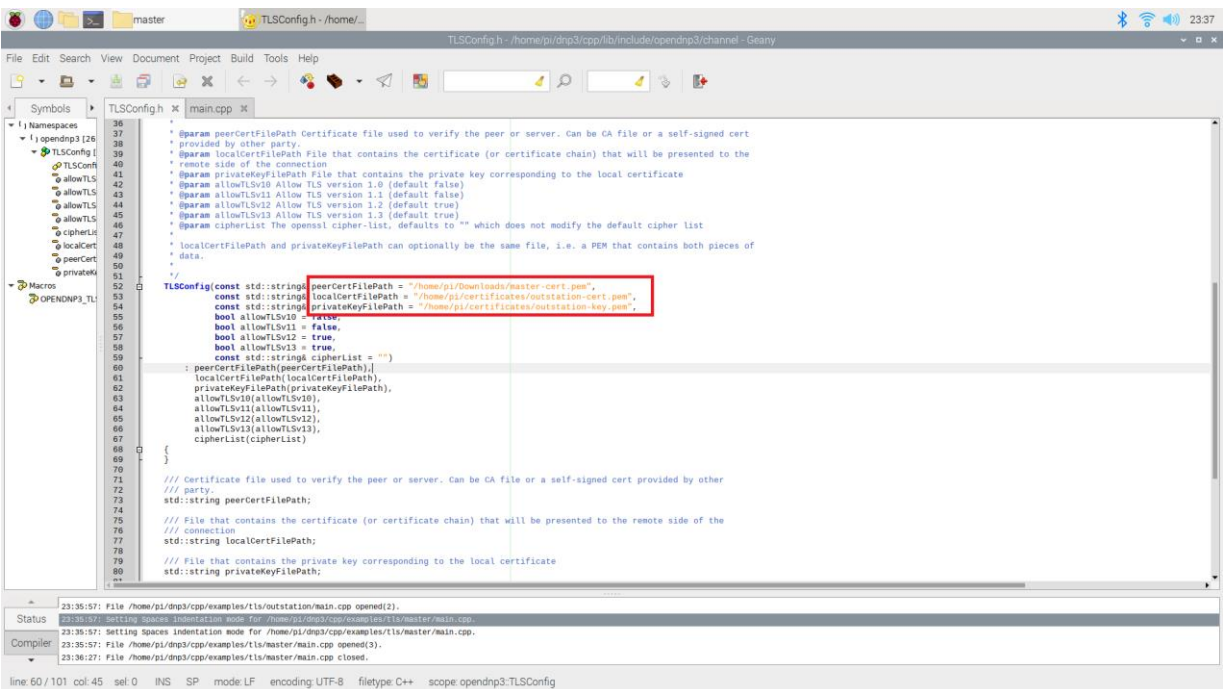 master
TLSConfig.h - /home/...
23:37
TLSConfig.h - /home/pi/dnp3/cpp/lib/include/opendnp3/channel - Geany
File Edit Search View Document Project Build Tools Help
Symbols
TLSConfig.h
main.cpp
Namespaces
opendnp3 [26
TLSConfig [
TLSConfi
allowTLS
allowTLS
allowTLS
allowTLS
cipherLis
localCert
peerCert
privateKe
Macros
OPENDNP3_TL
36 *
37 * @param peerCertFilePath Certificate file used to verify the peer or server. Can be CA file or a self-signed cert
38 * provided by other party.
39 * @param localCertFilePath File that contains the certificate (or certificate chain) that will be presented to the
40 * remote side of the connection
41 * @param privateKeyFilePath File that contains the private key corresponding to the local certificate
42 * @param allowTLSv10 Allow TLS version 1.0 (default false)
43 * @param allowTLSv11 Allow TLS version 1.1 (default false)
44 * @param allowTLSv12 Allow TLS version 1.2 (default true)
45 * @param allowTLSv13 Allow TLS version 1.3 (default true)
46 * @param cipherList The openssl cipher-list, defaults to "" which does not modify the default cipher list
47 *
48 * localCertFilePath and privateKeyFilePath can optionally be the same file, i.e. a PEM that contains both pieces of
49 * data.
50 *
51 */
52 TLSConfig(const std::string& peerCertFilePath = "/home/pi/Downloads/master-cert.pem",
53 const std::string& localCertFilePath = "/home/pi/certificates/outstation-cert.pem",
54 const std::string& privateKeyFilePath = "/home/pi/certificates/outstation-key.pem",
55 bool allowTLSv10 = false,
56 bool allowTLSv11 = false,
57 bool allowTLSv12 = true,
58 bool allowTLSv13 = true,
59 const std::string& cipherList = "")
60 : peerCertFilePath(peerCertFilePath),
61 localCertFilePath(localCertFilePath),
62 privateKeyFilePath(privateKeyFilePath),
63 allowTLSv10(allowTLSv10),
64 allowTLSv11(allowTLSv11),
65 allowTLSv12(allowTLSv12),
66 allowTLSv13(allowTLSv13),
67 cipherList(cipherList)
68 {
69 }
70
71 /// Certificate file used to verify the peer or server. Can be CA file or a self-signed cert provided by other
72 /// party.
73 std::string peerCertFilePath;
74
75 /// File that contains the certificate (or certificate chain) that will be presented to the remote side of the
76 /// connection
77 std::string localCertFilePath;
78
79 /// File that contains the private key corresponding to the local certificate
80 std::string privateKeyFilePath;
81
Status
Compiler
23:35:57: File /home/pi/dnp3/cpp/examples/tls/outstation/main.cpp opened(2).
23:35:57: Setting Spaces indentation mode for /home/pi/dnp3/cpp/examples/tls/master/main.cpp.
23:35:57: Setting Spaces indentation mode for /home/pi/dnp3/cpp/examples/tls/master/main.cpp.
23:35:57: File /home/pi/dnp3/cpp/examples/tls/master/main.cpp opened(3).
23:36:27: File /home/pi/dnp3/cpp/examples/tls/master/main.cpp closed.
line: 60 / 101 col: 45 sel: 0 INS SP mode: LF encoding: UTF-8 filetype: C++ scope: opendnp3::TLSConfig